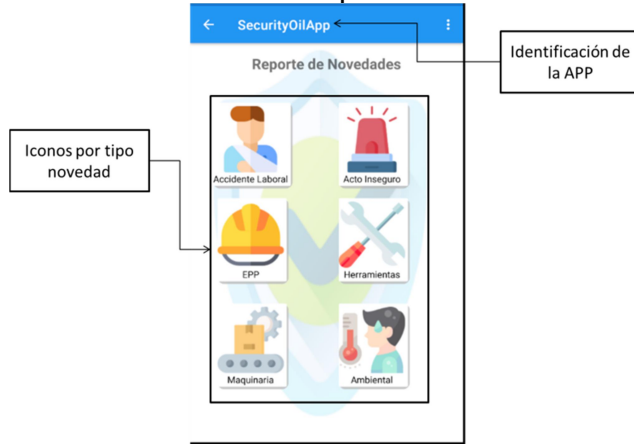 SecurityOilApp
Identificación de
la APP
Reporte de Novedades
Iconos por tipo
novedad
Accidente Laboral
Acto Inseguro
EPP
Herramientas
Maquinaria
Ambiental